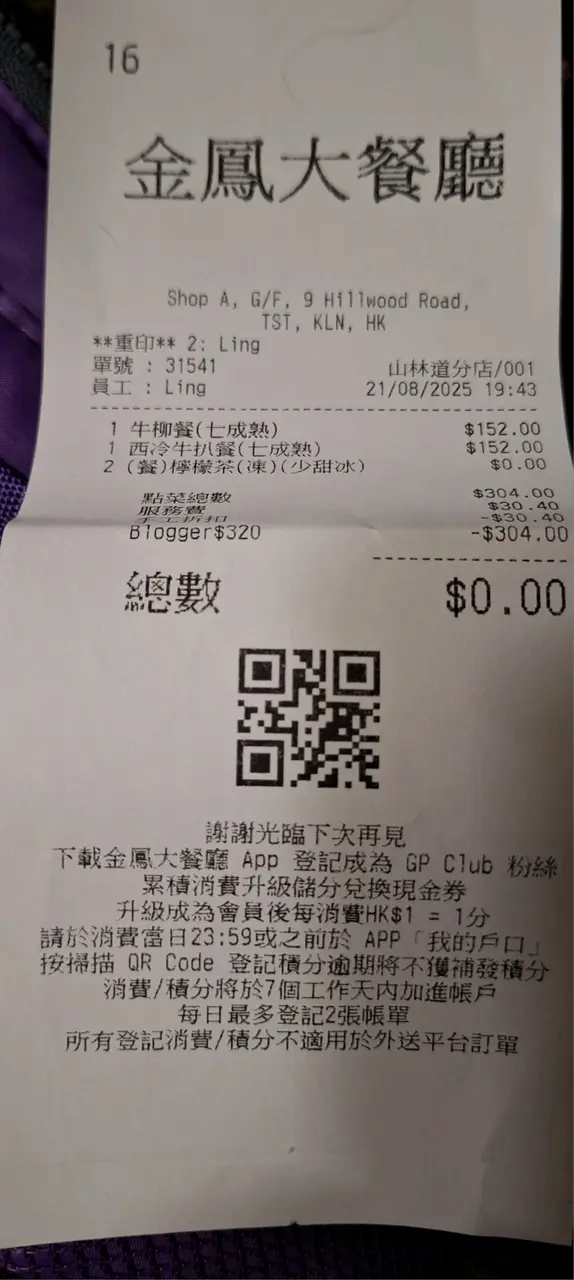 16
金鳳大餐廳
Shop A, G/F, 9 Hillwood Road,
TST, KLN, HK
**重印** 2: Ling
單號 : 31541 山林道分店/001
員工 : Ling 21/08/2025 19:43
1 牛柳餐(七成熟) $152.00
1 西冷牛扒餐(七成熟) $152.00
2 (餐)檸檬茶(凍)(少甜冰) $0.00
點菜總數 $304.00
服務費 $30.40
手工折扣 -$30.40
Blogger$320 -$304.00
總數 $0.00
謝謝光臨下次再見
下載金鳳大餐廳 App 登記成為 GP Club 粉絲
累積消費升級儲分兌換現金券
升級成為會員後每消費HK$1 = 1分
請於消費當日23:59或之前於 APP「我的戶口」
按掃描 QR Code 登記積分逾期將不獲補發積分
消費/積分將於7個工作天內加進帳戶
每日最多登記2張帳單
所有登記消費/積分不適用於外送平台訂單